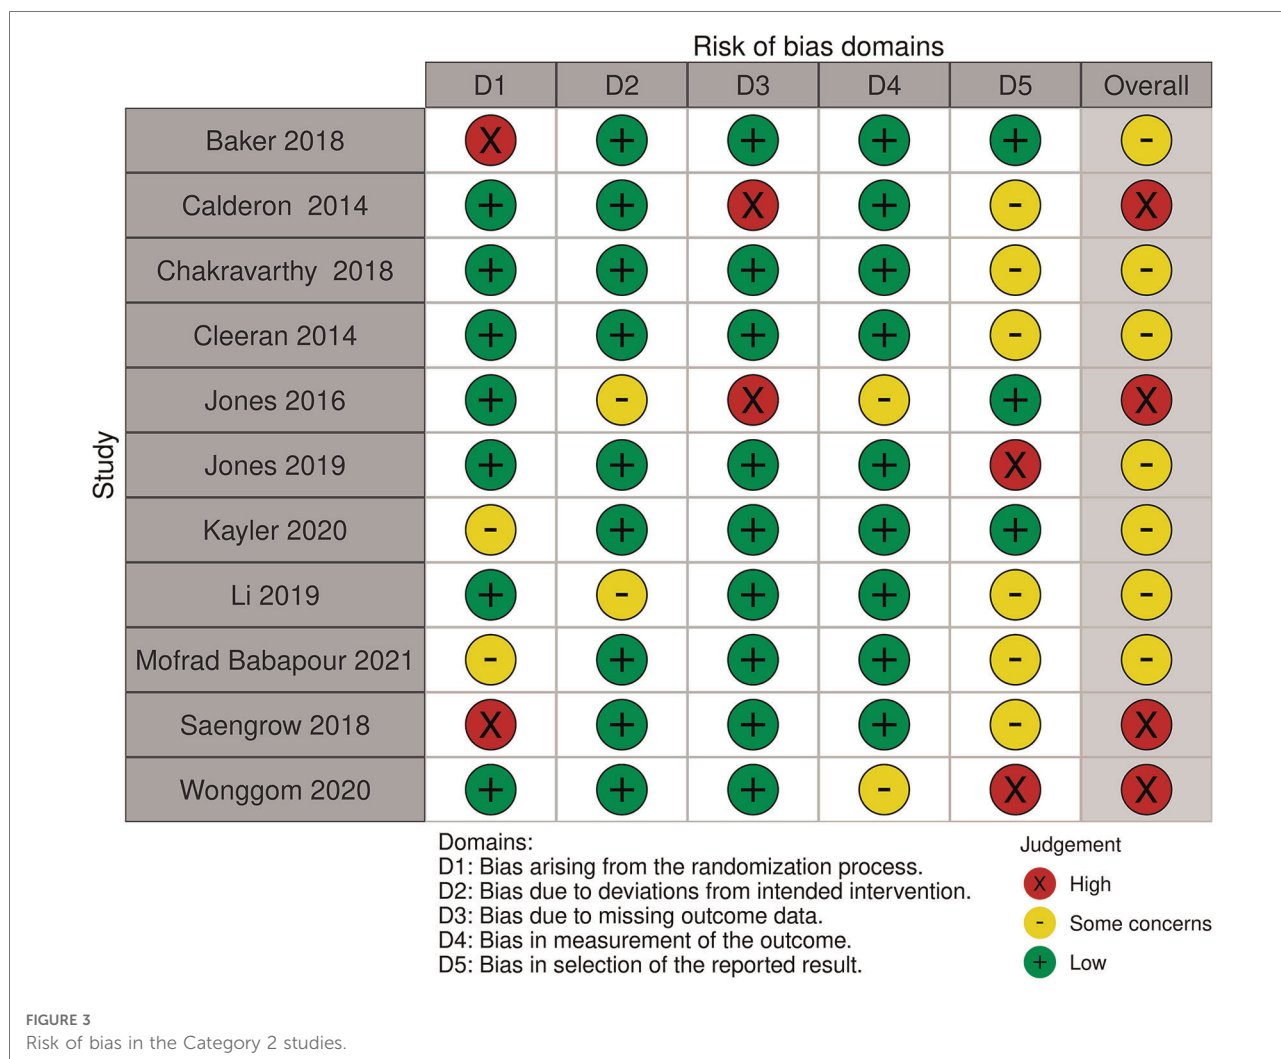 Risk of bias domains
D1 D2 D3 D4 D5 Overall
Study
Baker 2018 X + + + + -
Calderon 2014 + + X + - X
Chakravarthy 2018 + + + + - -
Cleeran 2014 + + + + - -
Jones 2016 + - X - + X
Jones 2019 + + + + X -
Kayler 2020 - + + + + -
Li 2019 + - + + - -
Mofrad Babapour 2021 - + + + - -
Saengrow 2018 X + + + - X
Wonggom 2020 + + + - X X
Domains:
D1: Bias arising from the randomization process.
D2: Bias due to deviations from intended intervention.
D3: Bias due to missing outcome data.
D4: Bias in measurement of the outcome.
D5: Bias in selection of the reported result.
Judgement
X High
- Some concerns
+ Low
FIGURE 3
Risk of bias in the Category 2 studies.